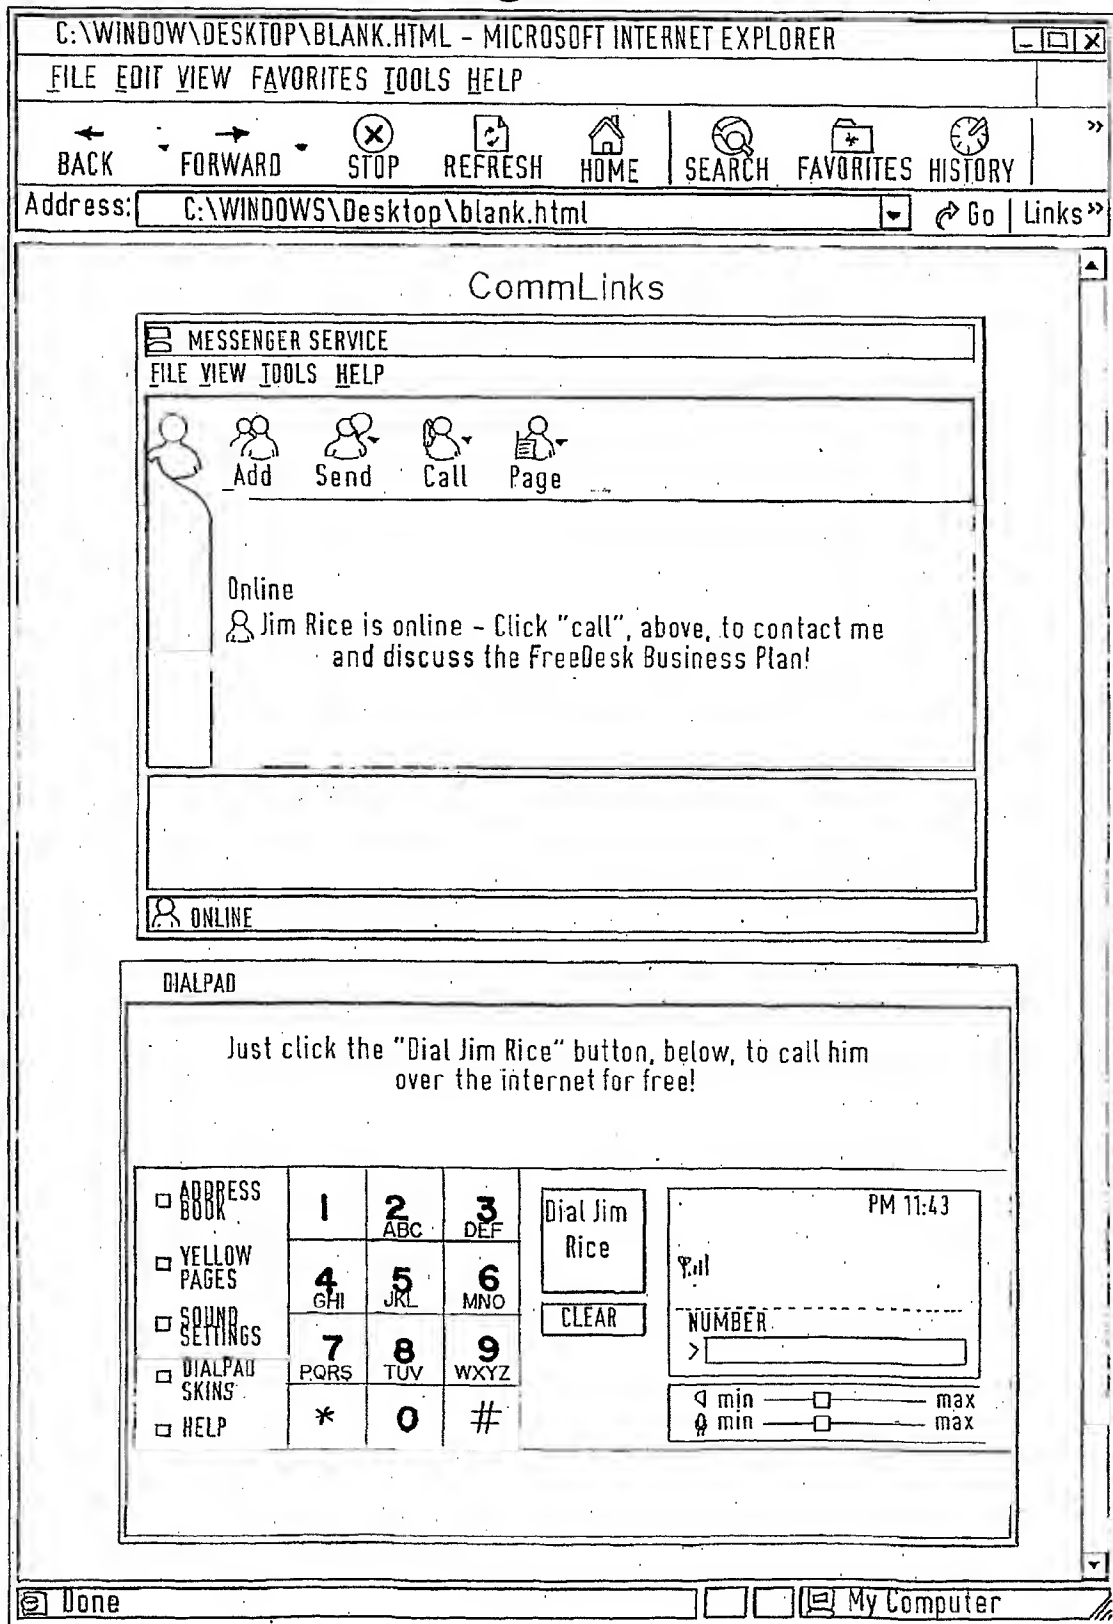 C:\WINDOW\DESKTOP\BLANK.HTML - MICROSOFT INTERNET EXPLORER
FILE EDIT VIEW FAVORITES TOOLS HELP
BACK FORWARD STOP REFRESH HOME SEARCH FAVORITES HISTORY »
Address: C:\WINDOWS\Desktop\blank.html Go Links»
CommLinks
MESSENGER SERVICE
FILE VIEW TOOLS HELP
Add Send Call Page
Online
Jim Rice is online - Click "call", above, to contact me
and discuss the FreeDesk Business Plan!
ONLINE
DIALPAD
Just click the "Dial Jim Rice" button, below, to call him
over the internet for free!
ADDRESS
BOOK
YELLOW
PAGES
SOUND
SETTINGS
DIALPAD
SKINS
HELP
1 2 3
ABC DEF
4 5 6
GHI JKL MNO
7 8 9
PQRS TUV WXYZ
* 0 #
Dial Jim
Rice
CLEAR
PM 11:43
NUMBER
>
min max
min max
Done My Computer